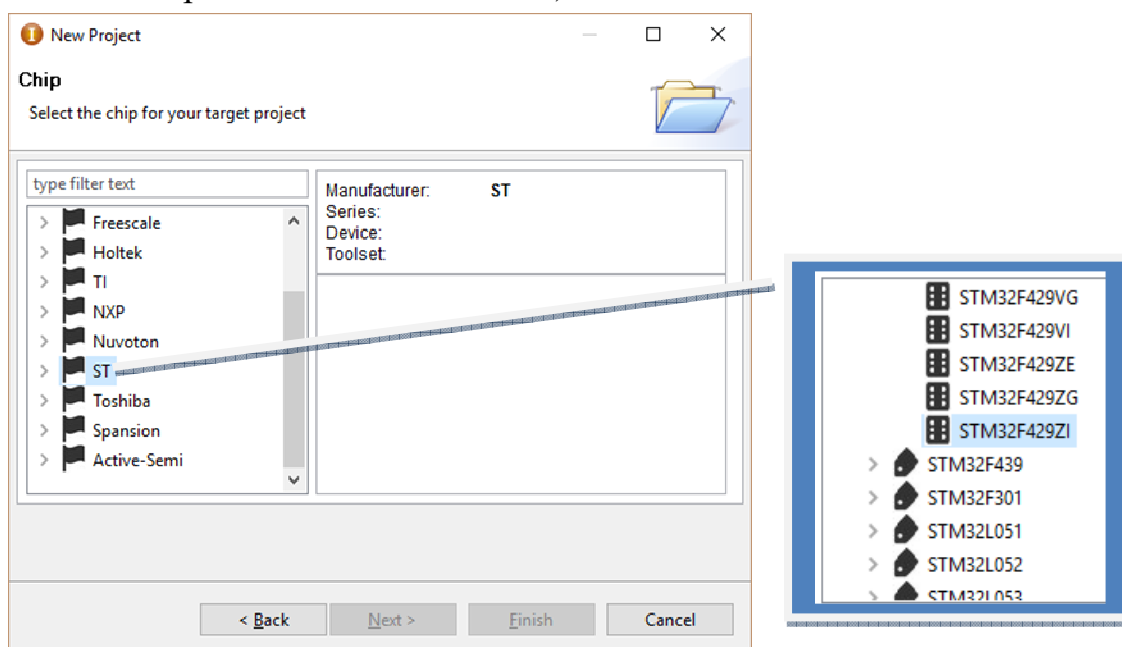 New Project
Chip
Select the chip for your target project
type filter text
Freescale
Holtek
TI
NXP
Nuvoton
ST
Toshiba
Spansion
Active-Semi
Manufacturer: ST
Series:
Device:
Toolset:
< Back
Next >
Finish
Cancel
STM32F429VG
STM32F429VI
STM32F429ZE
STM32F429ZG
STM32F429ZI
STM32F439
STM32F301
STM32L051
STM32L052
STM32L053